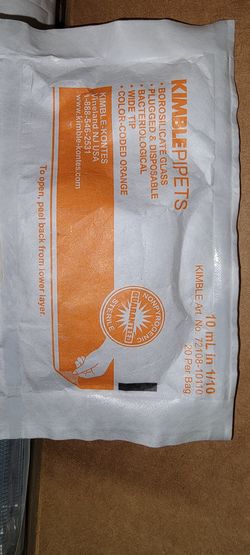 KIMBLE PIPETS
• BOROSILICATE GLASS
• PLUGGED & DISPOSABLE
• BACTERIOLOGICAL
• WIDE TIP
• COLOR-CODED ORANGE
KIMBLE-KONTES
Vineland NJ USA
1-888-546-2531
www.kimble-kontes.com
10 mL in 1/10
KIMBLE Art. No. 72108-10110
20 Per Bag
NONPYROGENIC
GUARANTEED
STERILE
To open, peel back from lower layer.